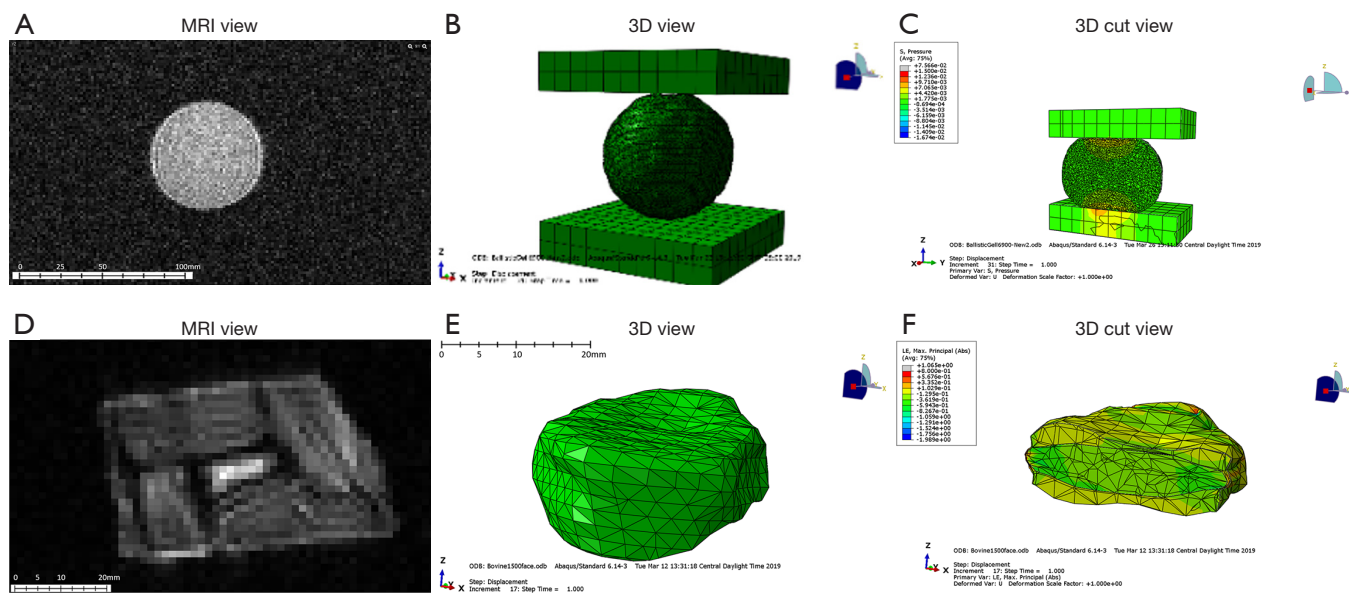 A
MRI view
0 25 50 100mm
B
3D view
Z
X
Step: Displacement
Z
C
3D cut view
S, Pressure
(Avg: 75%)
+7.566e-02
+1.500e-02
+1.236e-02
+9.710e-03
+7.065e-03
+4.420e-03
+1.775e-03
-8.694e-04
-3.514e-03
-6.159e-03
-8.804e-03
-1.145e-02
-1.409e-02
-1.674e-02
Z
ODB: BallisticGell6900-New2.odb Abaqus/Standard 6.14-3 Tue Mar 26 Central Daylight Time 2019
Z
X Y
Step: Displacement
Increment 31: Step Time = 1.000
Primary Var: S, Pressure
Deformed Var: U Deformation Scale Factor: +1.000e+00
D
MRI view
0 5 10 20mm
E
3D view
0 5 10 20mm
Z
X
ODB: Bovine1500face.odb Abaqus/Standard 6.14-3 Tue Mar 12 13:31:18 Central Daylight Time 2019
Z
X Y
Step: Displacement
Increment 17: Step Time = 1.000
F
3D cut view
LE, Max. Principal (Abs)
(Avg: 75%)
+1.065e+00
+8.000e-01
+5.676e-01
+3.352e-01
+1.029e-01
-1.295e-01
-3.619e-01
-5.943e-01
-8.267e-01
-1.059e+00
-1.291e+00
-1.524e+00
-1.756e+00
-1.989e+00
Z
ODB: Bovine1500face.odb Abaqus/Standard 6.14-3 Tue Mar 12 13:31:18 Central Daylight Time 2019
Z
X Y
Step: Displacement
Increment 17: Step Time = 1.000
Primary Var: LE, Max. Principal (Abs)
Deformed Var: U Deformation Scale Factor: +1.000e+00